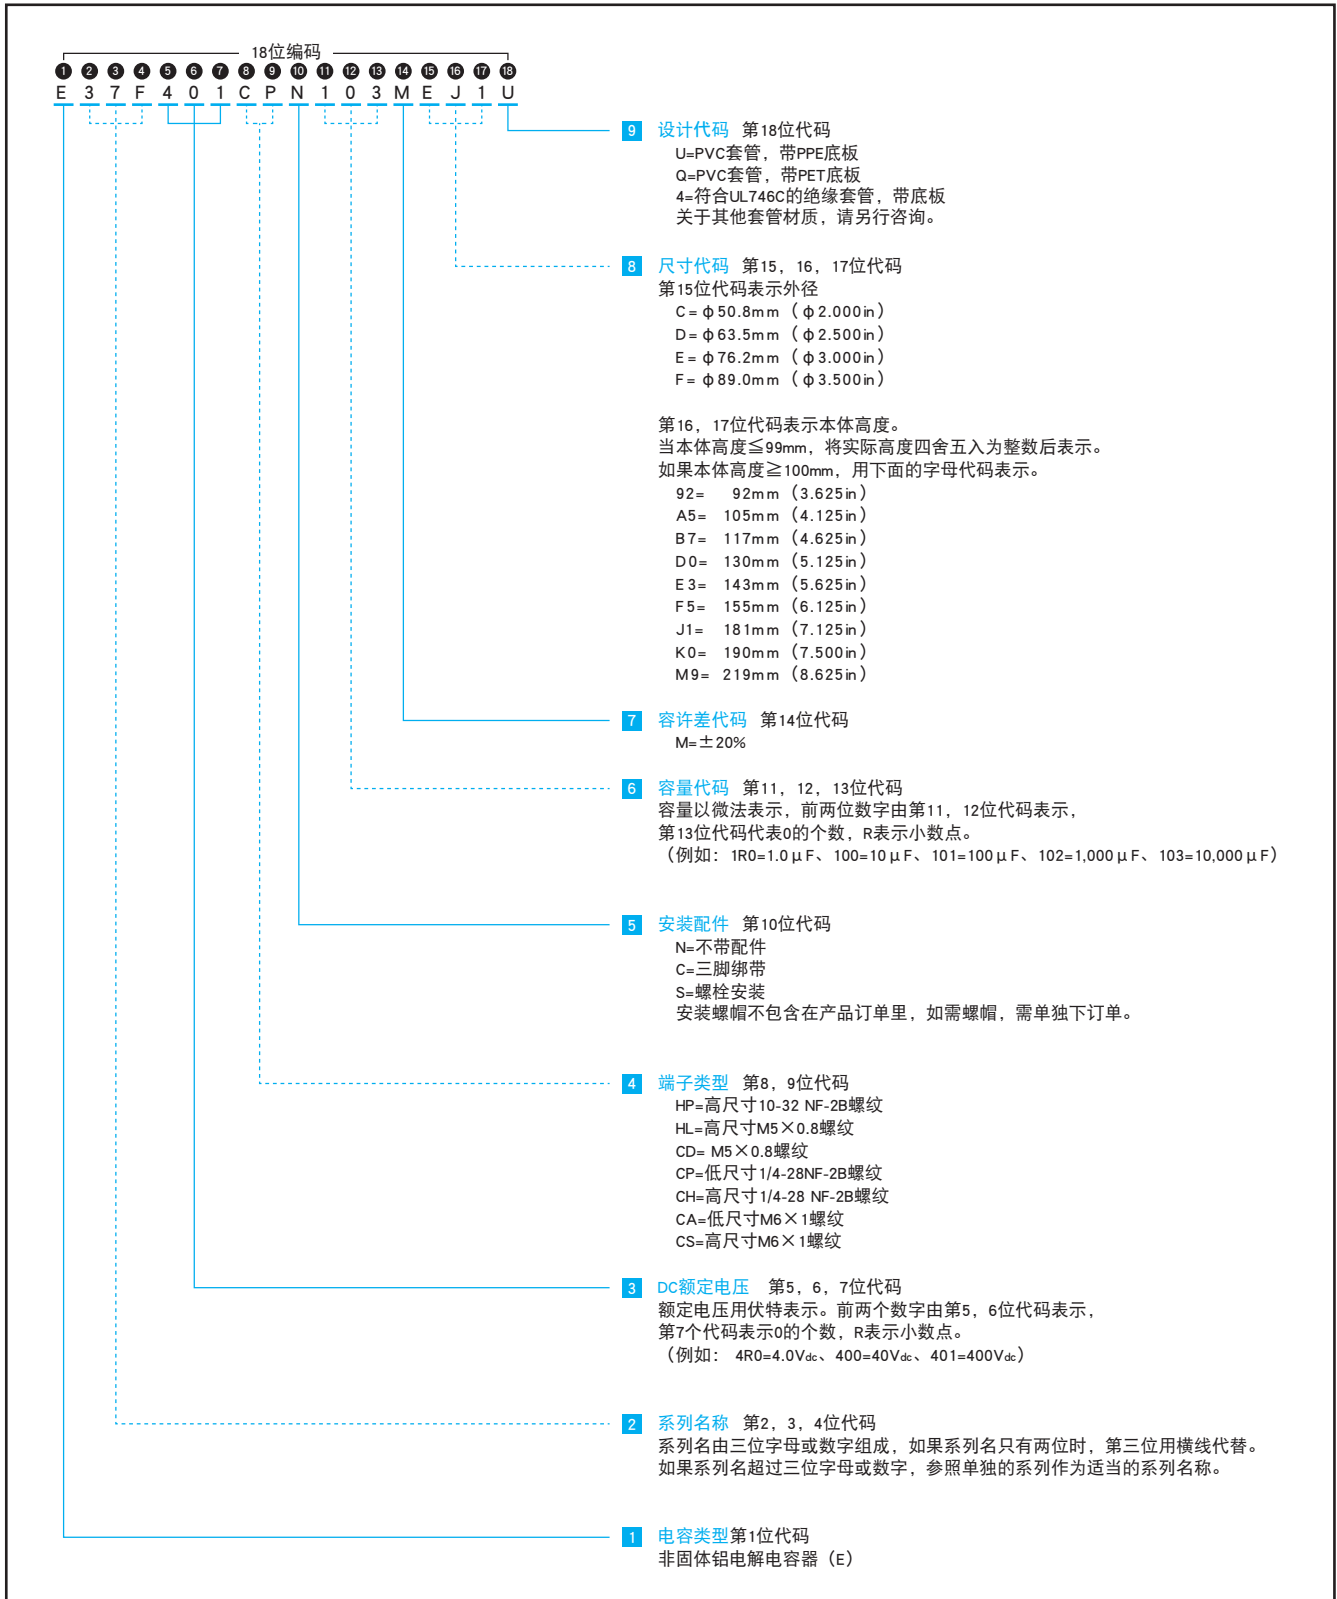 18位编码
1 2 3 4 5 6 7 8 9 10 11 12 13 14 15 16 17 18
E 3 7 F 4 0 1 C P N 1 0 3 M E J 1 U
9 设计代码 第18位代码
U=PVC套管，带PPE底板
Q=PVC套管，带PET底板
4=符合UL746C的绝缘套管，带底板
关于其他套管材质，请另行咨询。
8 尺寸代码 第15，16，17位代码
第15位代码表示外径
C=φ50.8mm（φ2.000in）
D=φ63.5mm（φ2.500in）
E=φ76.2mm（φ3.000in）
F=φ89.0mm（φ3.500in）
第16，17位代码表示本体高度。
当本体高度≦99mm，将实际高度四舍五入为整数后表示。
如果本体高度≧100mm，用下面的字母代码表示。
92= 92mm（3.625in）
A5= 105mm（4.125in）
B7= 117mm（4.625in）
D0= 130mm（5.125in）
E3= 143mm（5.625in）
F5= 155mm（6.125in）
J1= 181mm（7.125in）
K0= 190mm（7.500in）
M9= 219mm（8.625in）
7 容许差代码 第14位代码
M=±20%
6 容量代码 第11，12，13位代码
容量以微法表示，前两位数字由第11，12位代码表示，
第13位代码代表0的个数，R表示小数点。
（例如： 1R0=1.0μF、100=10μF、101=100μF、102=1,000μF、103=10,000μF）
5 安装配件 第10位代码
N=不带配件
C=三脚绑带
S=螺栓安装
安装螺帽不包含在产品订单里，如需螺帽，需单独下订单。
4 端子类型 第8，9位代码
HP=高尺寸10-32 NF-2B螺纹
HL=高尺寸M5×0.8螺纹
CD= M5×0.8螺纹
CP=低尺寸1/4-28NF-2B螺纹
CH=高尺寸1/4-28 NF-2B螺纹
CA=低尺寸M6×1螺纹
CS=高尺寸M6×1螺纹
3 DC额定电压 第5，6，7位代码
额定电压用伏特表示。前两个数字由第5，6位代码表示，
第7个代码表示0的个数，R表示小数点。
（例如： 4R0=4.0Vdc、400=40Vdc、401=400Vdc）
2 系列名称 第2，3，4位代码
系列名由三位字母或数字组成，如果系列名只有两位时，第三位用横线代替。
如果系列名超过三位字母或数字，参照单独的系列作为适当的系列名称。
1 电容类型第1位代码
非固体铝电解电容器（E）